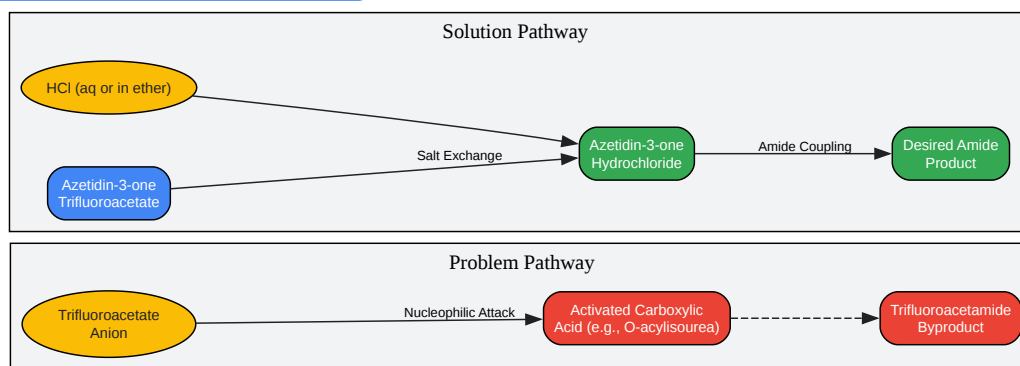 Solution Pathway
HCl (aq or in ether)
Azetidin-3-one
Trifluoroacetate
Salt Exchange
Azetidin-3-one
Hydrochloride
Amide Coupling
Desired Amide
Product
Problem Pathway
Trifluoroacetate
Anion
Nucleophilic Attack
Activated Carboxylic
Acid (e.g., O-acylisourea)
Trifluoroacetamide
Byproduct